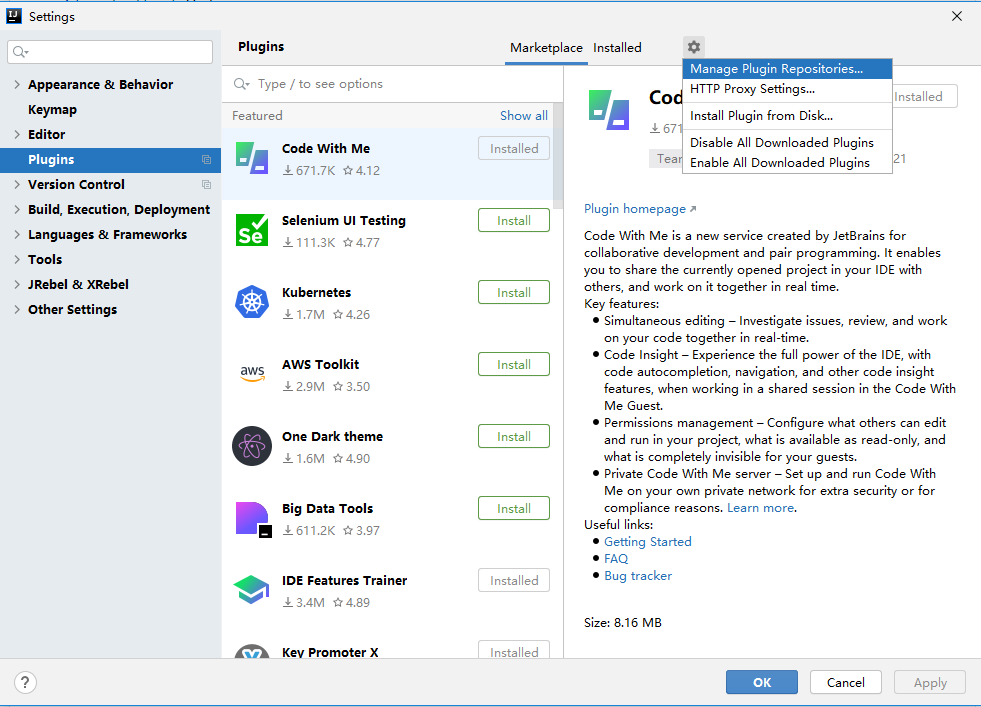 Settings
Appearance & Behavior
Keymap
Editor
Plugins
Version Control
Build, Execution, Deployment
Languages & Frameworks
Tools
JRebel & XRebel
Other Settings
Plugins
Marketplace
Installed
Type / to see options
Featured
Show all
Code With Me
671.7K
4.12
Installed
Selenium UI Testing
111.3K
4.77
Install
Kubernetes
1.7M
4.26
Install
AWS Toolkit
2.9M
3.50
Install
One Dark theme
1.6M
4.90
Install
Big Data Tools
611.2K
3.97
Install
IDE Features Trainer
3.4M
4.89
Installed
Key Promoter X
Installed
Manage Plugin Repositories...
HTTP Proxy Settings...
Install Plugin from Disk...
Disable All Downloaded Plugins
Enable All Downloaded Plugins
Installed
Plugin homepage
Code With Me is a new service created by JetBrains for
collaborative development and pair programming. It enables
you to share the currently opened project in your IDE with
others, and work on it together in real time.
Key features:
Simultaneous editing – Investigate issues, review, and work
on your code together in real-time.
Code Insight – Experience the full power of the IDE, with
code autocompletion, navigation, and other code insight
features, when working in a shared session in the Code With
Me Guest.
Permissions management – Configure what others can edit
and run in your project, what is available as read-only, and
what is completely invisible for your guests.
Private Code With Me server – Set up and run Code With
Me on your own private network for extra security or for
compliance reasons. Learn more.
Useful links:
Getting Started
FAQ
Bug tracker
Size: 8.16 MB
?
OK
Cancel
Apply